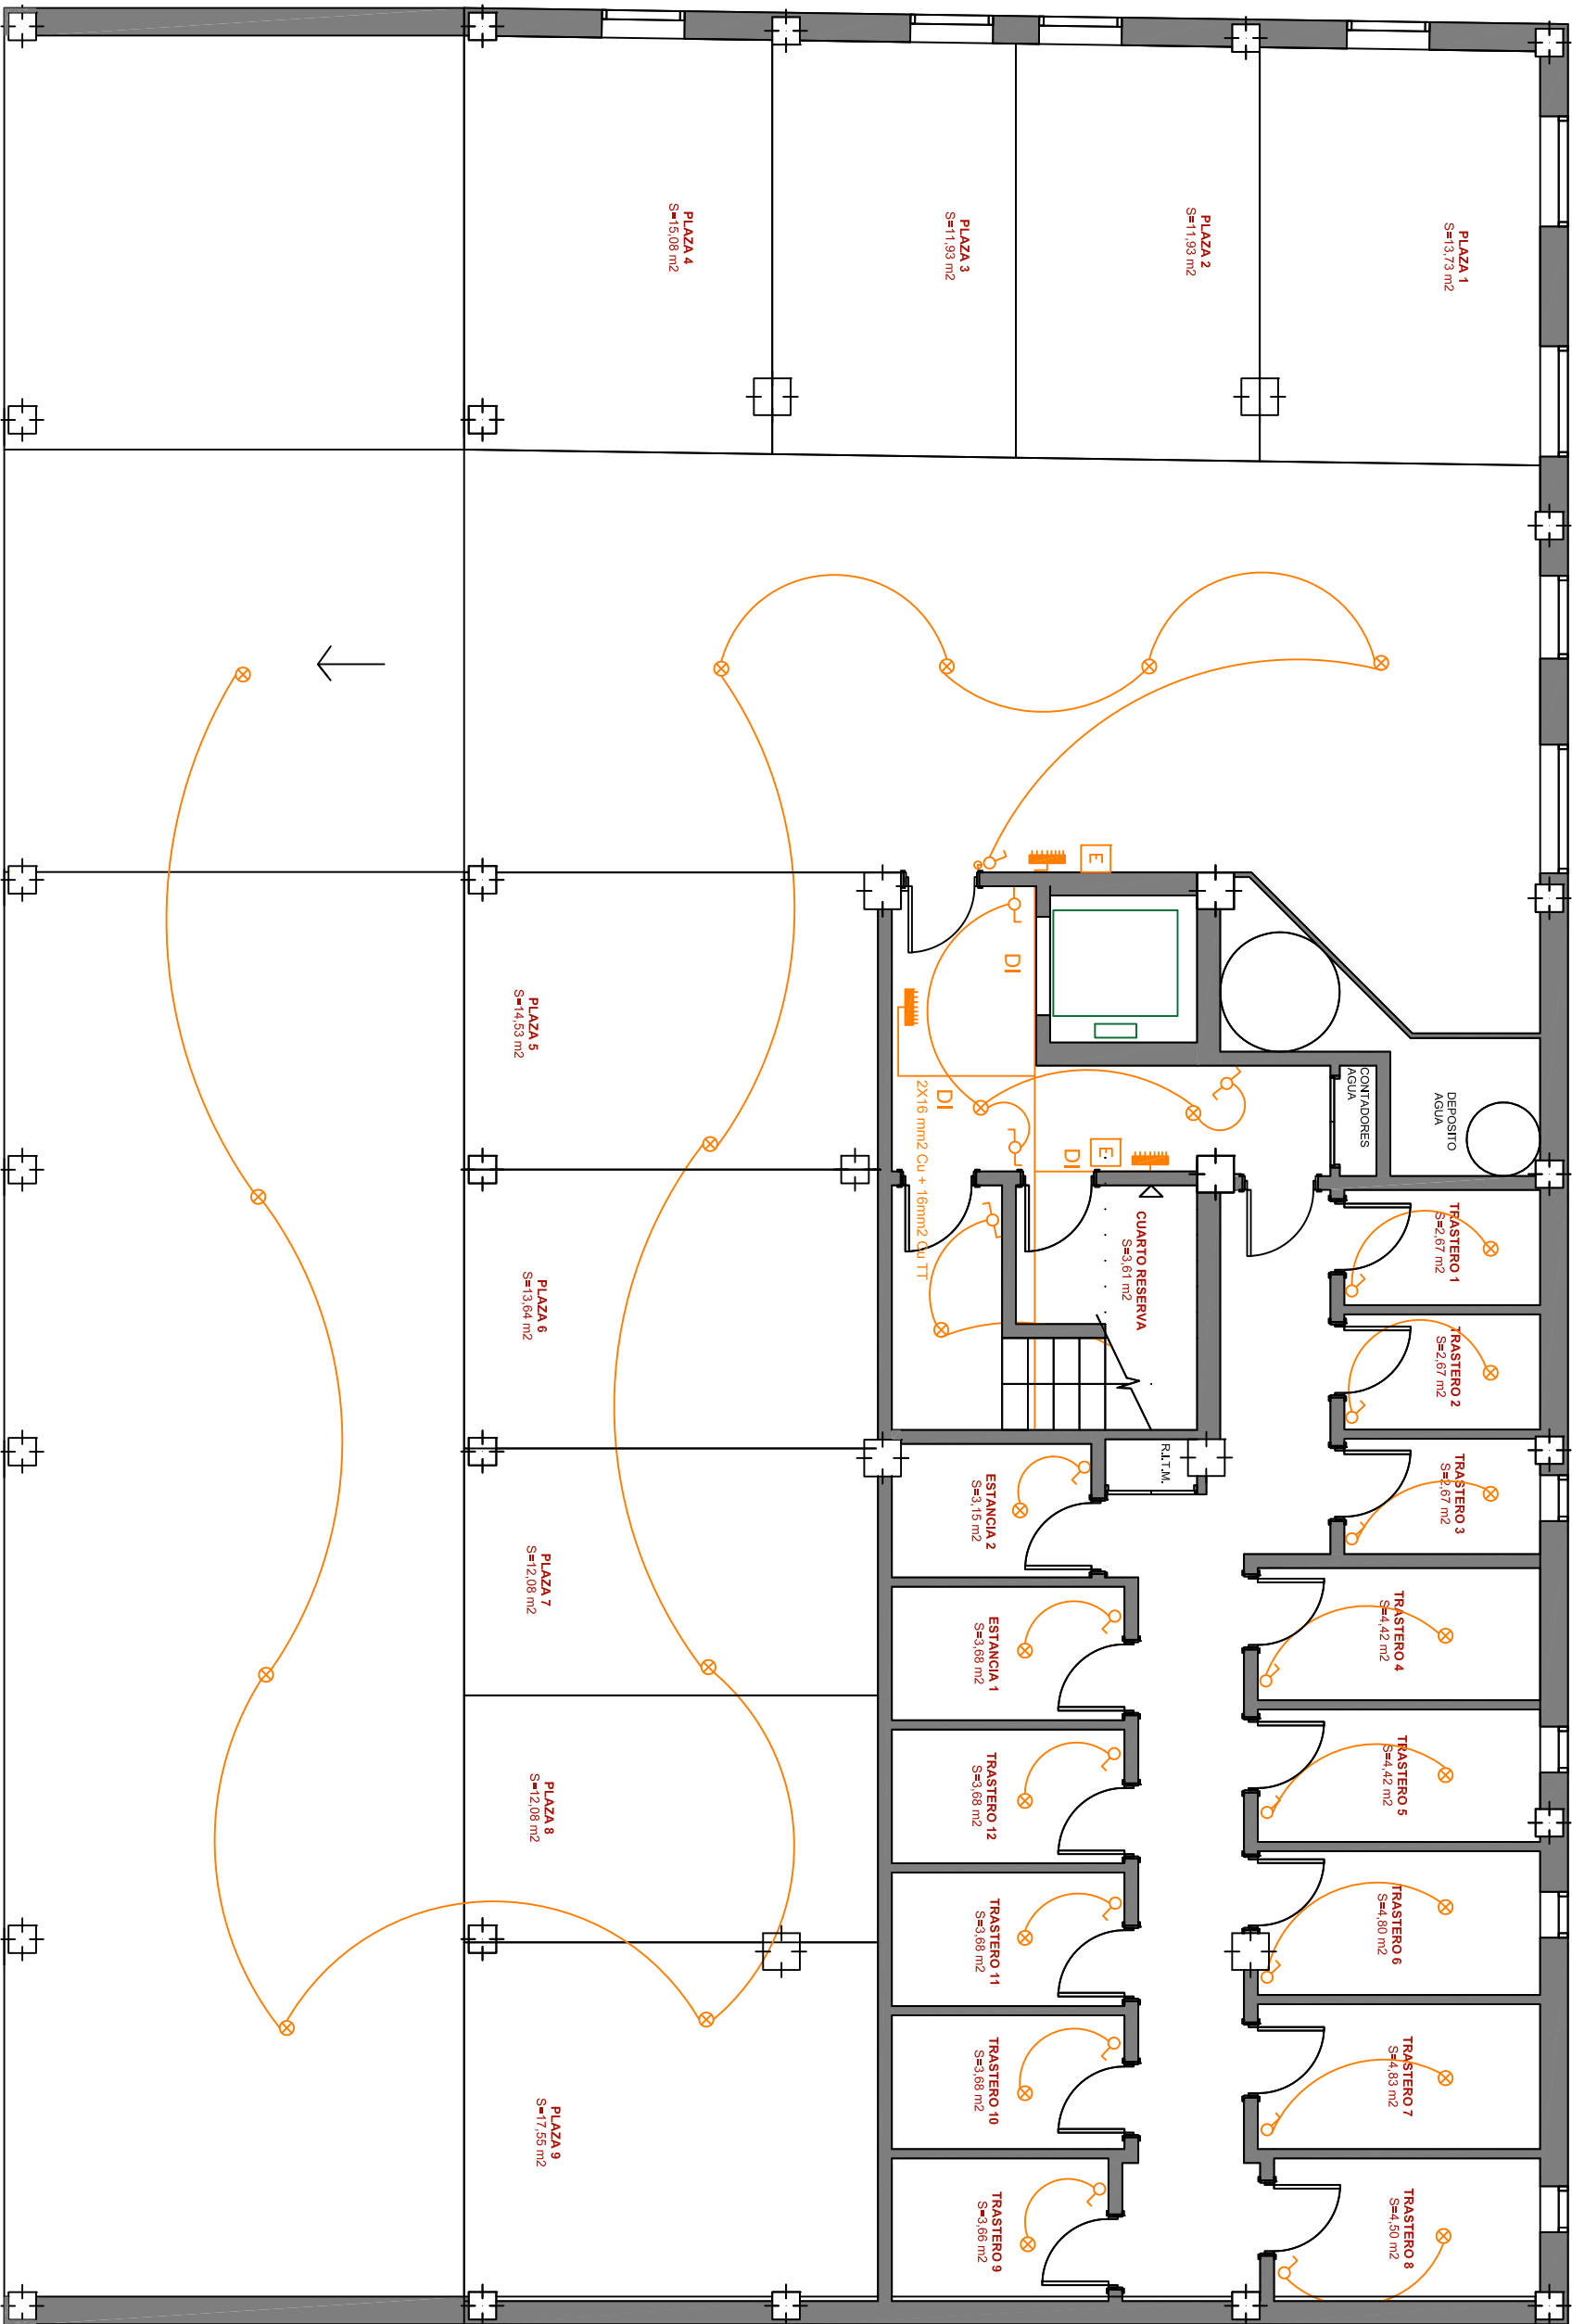 PLAZA 1
S=13,73 m2
PLAZA 2
S=11,93 m2
PLAZA 3
S=11,93 m2
PLAZA 4
S=15,08 m2
E
DI
DI
2X16 mm2 Cu + 16mm2 Cu TT
E
DI
CONTADORES
AGUA
DEPOSITO
AGUA
PLAZA 5
S=14,53 m2
PLAZA 6
S=13,64 m2
PLAZA 7
S=12,08 m2
PLAZA 8
S=12,08 m2
PLAZA 9
S=17,55 m2
CUARTO RESERVA
S=3,61 m2
R.I.T.M.
TRASTERO 1
S=2,67 m2
TRASTERO 2
S=2,67 m2
TRASTERO 3
S=2,67 m2
TRASTERO 4
S=4,42 m2
TRASTERO 5
S=4,42 m2
TRASTERO 6
S=4,80 m2
TRASTERO 7
S=4,83 m2
TRASTERO 8
S=4,50 m2
ESTANCIA 2
S=3,15 m2
ESTANCIA 1
S=3,68 m2
TRASTERO 12
S=3,68 m2
TRASTERO 11
S=3,68 m2
TRASTERO 10
S=3,68 m2
TRASTERO 9
S=3,66 m2